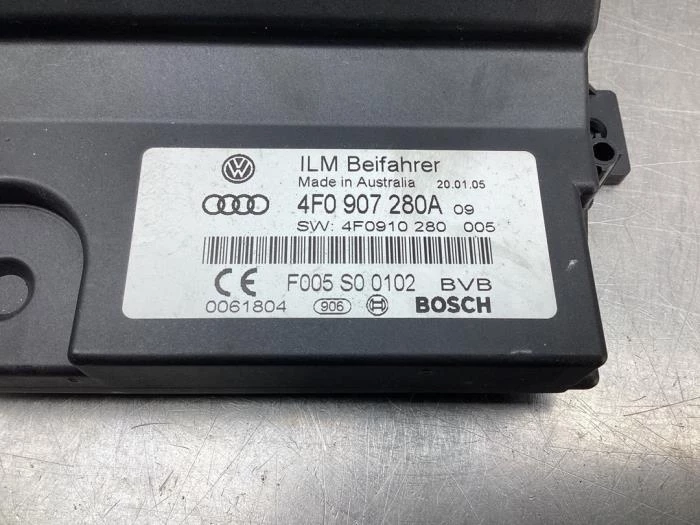 ILM Beifahrer
Made in Australia 20.01.05
4F0 907 280A 09
SW: 4F0910 280 005
CE F005 S0 0102 BVB
0061804 906 BOSCH